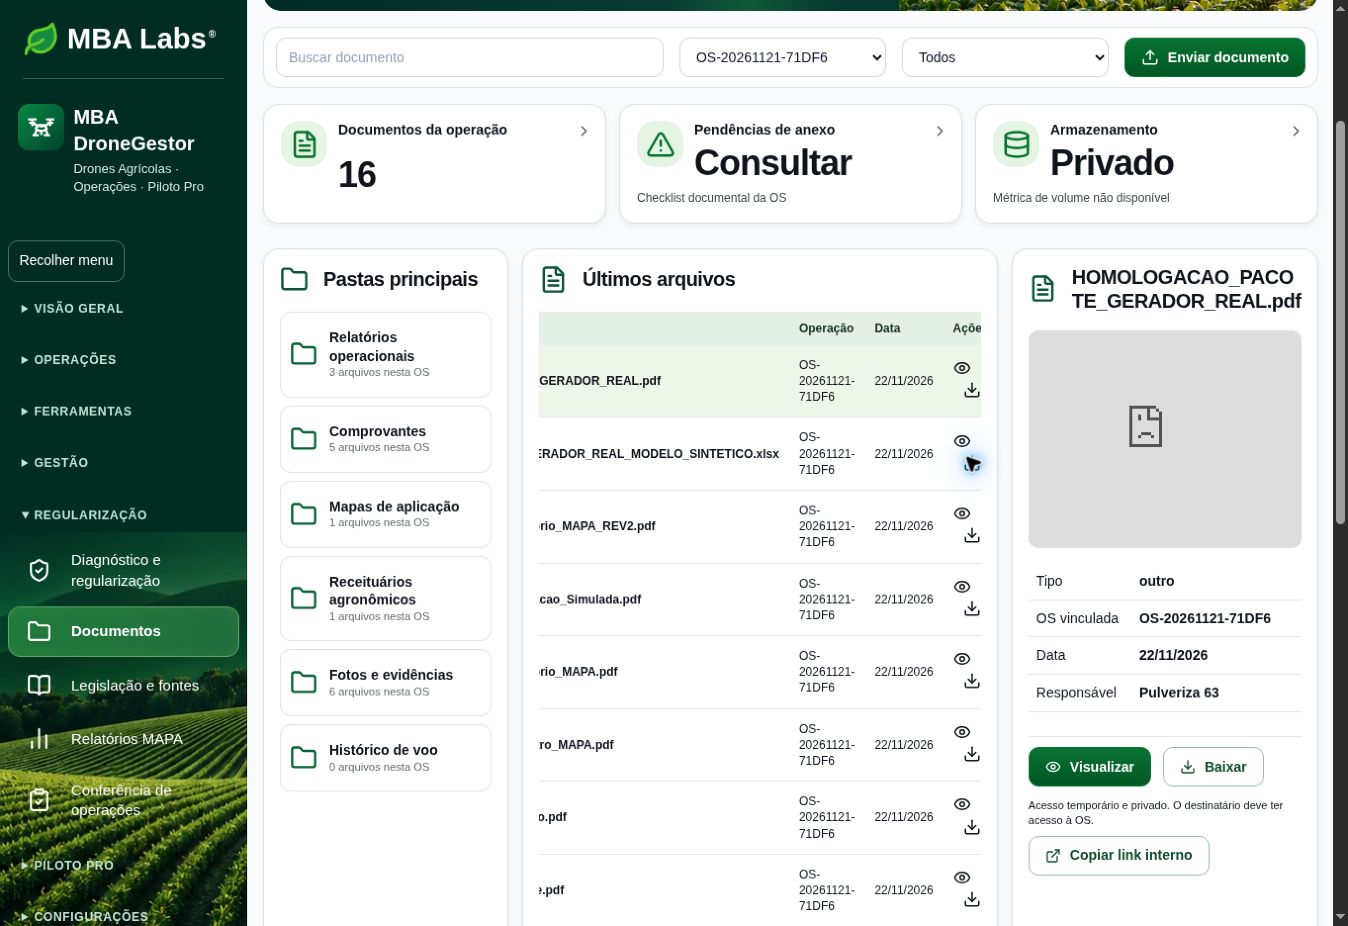 MBA Labs®
MBA
DroneGestor
Drones Agrícolas ·
Operações · Piloto Pro
Recolher menu
VISÃO GERAL
OPERAÇÕES
FERRAMENTAS
GESTÃO
REGULARIZAÇÃO
Diagnóstico e
regularização
Documentos
Legislação e fontes
Relatórios MAPA
Conferência de
operações
PILOTO PRO
CONFIGURAÇÕES
Buscar documento
OS-20261121-71DF6
Todos
Enviar documento
Documentos da operação
16
Pendências de anexo
Consultar
Checklist documental da OS
Armazenamento
Privado
Métrica de volume não disponível
Pastas principais
Relatórios
operacionais
3 arquivos nesta OS
Comprovantes
5 arquivos nesta OS
Mapas de aplicação
1 arquivos nesta OS
Receituários
agronômicos
1 arquivos nesta OS
Fotos e evidências
6 arquivos nesta OS
Histórico de voo
0 arquivos nesta OS
Últimos arquivos
Operação Data Açõe
GERADOR_REAL.pdf
OS-
20261121-
71DF6
22/11/2026
ERADOR_REAL_MODELO_SINTETICO.xlsx
OS-
20261121-
71DF6
22/11/2026
rio_MAPA_REV2.pdf
OS-
20261121-
71DF6
22/11/2026
cao_Simulada.pdf
OS-
20261121-
71DF6
22/11/2026
rio_MAPA.pdf
OS-
20261121-
71DF6
22/11/2026
ro_MAPA.pdf
OS-
20261121-
71DF6
22/11/2026
o.pdf
OS-
20261121-
71DF6
22/11/2026
e.pdf
OS-
20261121-
71DF6
22/11/2026
HOMOLOGACAO_PACO
TE_GERADOR_REAL.pdf
Tipo outro
OS vinculada OS-20261121-71DF6
Data 22/11/2026
Responsável Pulveriza 63
Visualizar
Baixar
Acesso temporário e privado. O destinatário deve ter
acesso à OS.
Copiar link interno